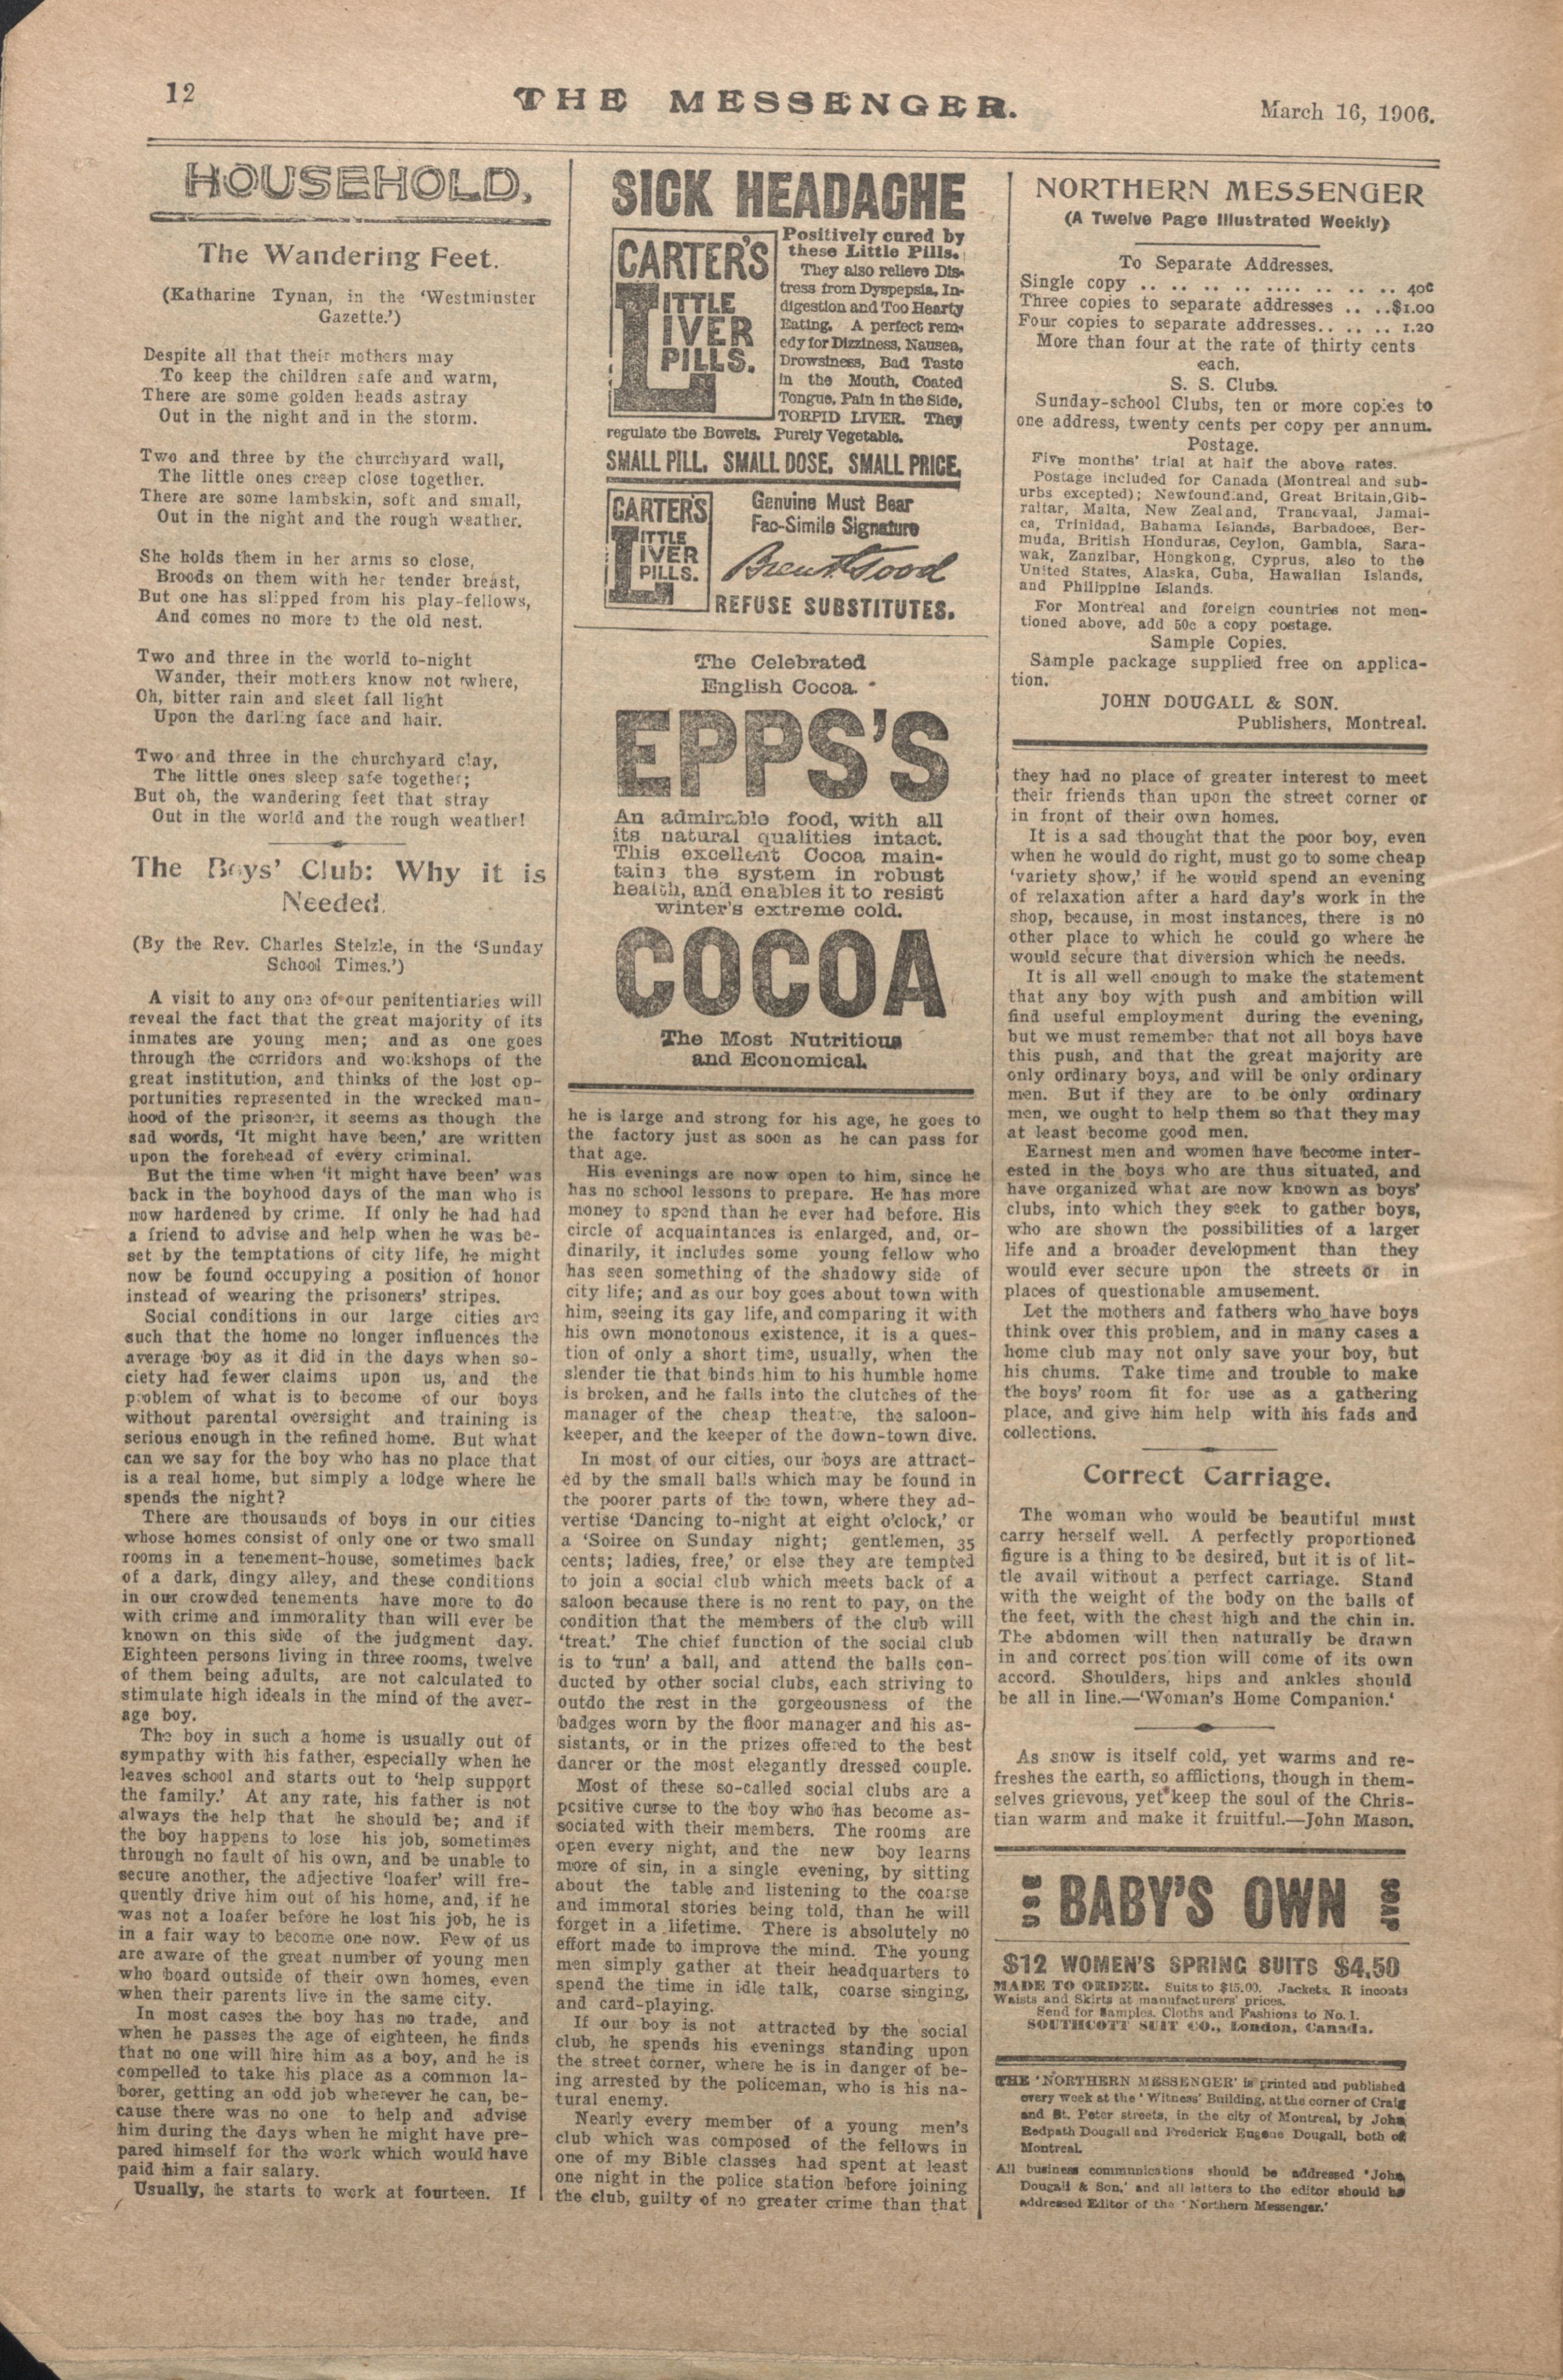 12
THE MESSENGER.
March 16, 1906.
HOUSEHOLD.
The Wandering Feet.
(Katharine Tynan, in the 'Westminster
Gazette.')
Despite all that their mothers may
To keep the children safe and warm,
There are some golden heads astray
Out in the night and in the storm.
Two and three by the churchyard wall,
The little ones creep close together.
There are some lambskin, soft and small,
Out in the night and the rough weather.
She holds them in her arms so close,
Broods on them with her tender breast,
But one has slipped from his play-fellows,
And comes no more to the old nest.
Two and three in the world to-night
Wander, their mothers know not where,
Oh, bitter rain and sleet fall light
Upon the darling face and hair.
Two and three in the churchyard clay,
The little ones sleep safe together;
But oh, the wandering feet that stray
Out in the world and the rough weather!
The Boys' Club: Why it is
Needed.
(By the Rev. Charles Stelzle, in the 'Sunday
School Times.')
A visit to any one of our penitentiaries will
reveal the fact that the great majority of its
inmates are young men; and as one goes
through the corridors and workshops of the
great institution, and thinks of the lost op-
portunities represented in the wrecked man-
hood of the prisoner, it seems as though the
sad words, 'It might have been,' are written
upon the forehead of every criminal.
But the time when 'it might have been' was
back in the boyhood days of the man who is
now hardened by crime. If only he had had
a friend to advise and help when he was be-
set by the temptations of city life, he might
now be found occupying a position of honor
instead of wearing the prisoners' stripes.
Social conditions in our large cities are
such that the home no longer influences the
average boy as it did in the days when so-
ciety had fewer claims upon us, and the
problem of what is to become of our boys
without parental oversight and training is
serious enough in the refined home. But what
can we say for the boy who has no place that
is a real home, but simply a lodge where he
spends the night?
There are thousands of boys in our cities
whose homes consist of only one or two small
rooms in a tenement-house, sometimes back
of a dark, dingy alley, and these conditions
in our crowded tenements have more to do
with crime and immorality than will ever be
known on this side of the judgment day.
Eighteen persons living in three rooms, twelve
of them being adults, are not calculated to
stimulate high ideals in the mind of the aver-
age boy.
The boy in such a home is usually out of
sympathy with his father, especially when he
leaves school and starts out to 'help support
the family.' At any rate, his father is not
always the help that he should be; and if
the boy happens to lose his job, sometimes
through no fault of his own, and be unable to
secure another, the adjective 'loafer' will fre-
quently drive him out of his home, and, if he
was not a loafer before he lost his job, he is
in a fair way to become one now. Few of us
are aware of the great number of young men
who board outside of their own homes, even
when their parents live in the same city.
In most cases the boy has no trade, and
when he passes the age of eighteen, he finds
that no one will hire him as a boy, and he is
compelled to take his place as a common la-
borer, getting an odd job wherever he can, be-
cause there was no one to help and advise
him during the days when he might have pre-
pared himself for the work which would have
paid him a fair salary.
Usually, he starts to work at fourteen. If
SICK HEADACHE
CARTER'S
LITTLE
LIVER
PILLS.
Positively cured by
these Little Pills.
They also relieve Dis-
tress from Dyspepsia, In-
digestion and Too Hearty
Eating. A perfect rem-
edy for Dizziness, Nausea,
Drowsiness, Bad Taste
in the Mouth, Coated
Tongue, Pain in the Side,
TORPID LIVER. They
regulate the Bowels. Purely Vegetable.
SMALL PILL. SMALL DOSE. SMALL PRICE.
CARTER'S
LITTLE
LIVER
PILLS.
Genuine Must Bear
Fac-Simile Signature
Brent Good
REFUSE SUBSTITUTES.
The Celebrated
English Cocoa.
EPPS'S
An admirable food, with all
its natural qualities intact.
This excellent Cocoa main-
tains the system in robust
health, and enables it to resist
winter's extreme cold.
COCOA
The Most Nutritious
and Economical.
he is large and strong for his age, he goes to
the factory just as soon as he can pass for
that age.
His evenings are now open to him, since he
has no school lessons to prepare. He has more
money to spend than he ever had before. His
circle of acquaintances is enlarged, and, or-
dinarily, it includes some young fellow who
has seen something of the shadowy side of
city life; and as our boy goes about town with
him, seeing its gay life, and comparing it with
his own monotonous existence, it is a ques-
tion of only a short time, usually, when the
slender tie that binds him to his humble home
is broken, and he falls into the clutches of the
manager of the cheap theatre, the saloon-
keeper, and the keeper of the down-town dive.
In most of our cities, our boys are attract-
ed by the small balls which may be found in
the poorer parts of the town, where they ad-
vertise 'Dancing to-night at eight o'clock,' or
a 'Soiree on Sunday night; gentlemen, 35
cents; ladies, free,' or else they are tempted
to join a social club which meets back of a
saloon because there is no rent to pay, on the
condition that the members of the club will
'treat.' The chief function of the social club
is to 'run' a ball, and attend the balls con-
ducted by other social clubs, each striving to
outdo the rest in the gorgeousness of the
badges worn by the floor manager and his as-
sistants, or in the prizes offered to the best
dancer or the most elegantly dressed couple.
Most of these so-called social clubs are a
positive curse to the boy who has become as-
sociated with their members. The rooms are
open every night, and the new boy learns
more of sin, in a single evening, by sitting
about the table and listening to the coarse
and immoral stories being told, than he will
forget in a lifetime. There is absolutely no
effort made to improve the mind. The young
men simply gather at their headquarters to
spend the time in idle talk, coarse singing,
and card-playing.
If our boy is not attracted by the social
club, he spends his evenings standing upon
the street corner, where he is in danger of be-
ing arrested by the policeman, who is his na-
tural enemy.
Nearly every member of a young men's
club which was composed of the fellows in
one of my Bible classes had spent at least
one night in the police station before joining
the club, guilty of no greater crime than that
NORTHERN MESSENGER
(A Twelve Page Illustrated Weekly)
To Separate Addresses.
Single copy .. .. .. .. .... .. .. .. 40c
Three copies to separate addresses .. ..$1.00
Four copies to separate addresses.. .. .. 1.20
More than four at the rate of thirty cents
each.
S. S. Clubs.
Sunday-school Clubs, ten or more copies to
one address, twenty cents per copy per annum.
Postage.
Five months' trial at half the above rates.
Postage included for Canada (Montreal and sub-
urbs excepted); Newfoundland, Great Britain, Gib-
raltar, Malta, New Zealand, Transvaal, Jamai-
ca, Trinidad, Bahama Islands, Barbadoes, Ber-
muda, British Honduras, Ceylon, Gambia, Sara-
wak, Zanzibar, Hongkong, Cyprus, also to the
United States, Alaska, Cuba, Hawaiian Islands,
and Philippine Islands.
For Montreal and foreign countries not men-
tioned above, add 50c a copy postage.
Sample Copies.
Sample package supplied free on applica-
tion.
JOHN DOUGALL & SON.
Publishers, Montreal.
they had no place of greater interest to meet
their friends than upon the street corner or
in front of their own homes.
It is a sad thought that the poor boy, even
when he would do right, must go to some cheap
'variety show,' if he would spend an evening
of relaxation after a hard day's work in the
shop, because, in most instances, there is no
other place to which he could go where he
would secure that diversion which he needs.
It is all well enough to make the statement
that any boy with push and ambition will
find useful employment during the evening,
but we must remember that not all boys have
this push, and that the great majority are
only ordinary boys, and will be only ordinary
men. But if they are to be only ordinary
men, we ought to help them so that they may
at least become good men.
Earnest men and women have become inter-
ested in the boys who are thus situated, and
have organized what are now known as boys'
clubs, into which they seek to gather boys,
who are shown the possibilities of a larger
life and a broader development than they
would ever secure upon the streets or in
places of questionable amusement.
Let the mothers and fathers who have boys
think over this problem, and in many cases a
home club may not only save your boy, but
his chums. Take time and trouble to make
the boys' room fit for use as a gathering
place, and give him help with his fads and
collections.
Correct Carriage.
The woman who would be beautiful must
carry herself well. A perfectly proportioned
figure is a thing to be desired, but it is of lit-
tle avail without a perfect carriage. Stand
with the weight of the body on the balls of
the feet, with the chest high and the chin in.
The abdomen will then naturally be drawn
in and correct position will come of its own
accord. Shoulders, hips and ankles should
be all in line.—'Woman's Home Companion.'
As snow is itself cold, yet warms and re-
freshes the earth, so afflictions, though in them-
selves grievous, yet keep the soul of the Chris-
tian warm and make it fruitful.—John Mason.
USE BABY'S OWN SOAP
$12 WOMEN'S SPRING SUITS $4.50
MADE TO ORDER. Suits to $15.00. Jackets. R incoats
Waists and Skirts at manufacturers' prices.
Send for Samples, Cloths and Fashions to No. 1.
SOUTHCOTT SUIT CO., London, Canada.
THE 'NORTHERN MESSENGER' is printed and published
every week at the 'Witness' Building, at the corner of Craig
and St. Peter streets, in the city of Montreal, by John
Redpath Dougall and Frederick Eugene Dougall, both of
Montreal.
All business communications should be addressed 'John
Dougall & Son,' and all letters to the editor should be
addressed Editor of the 'Northern Messenger.'